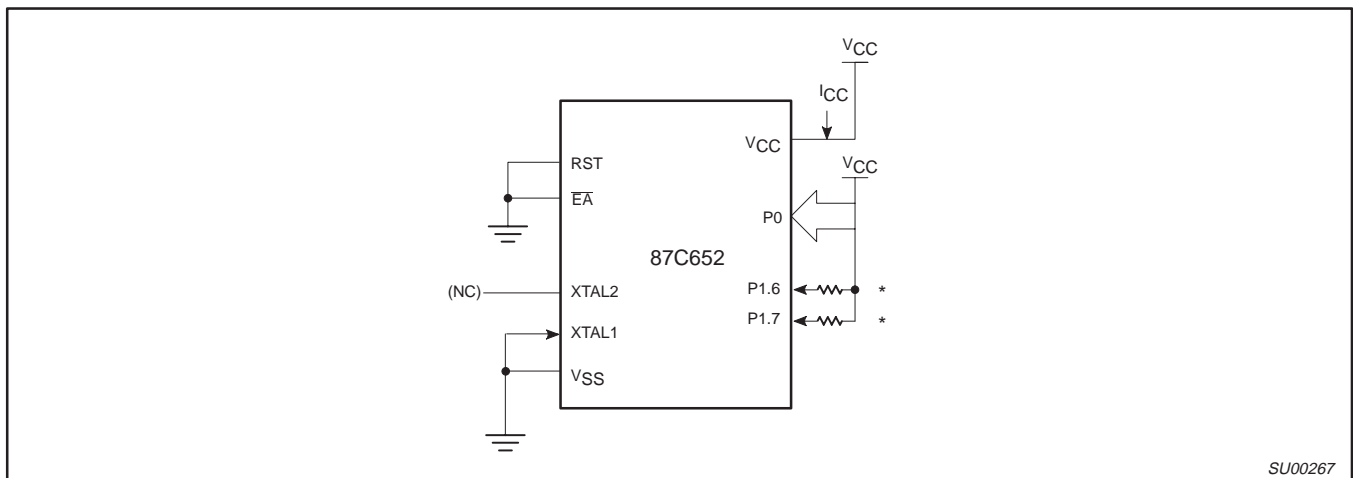 VCC
ICC
VCC
VCC
RST
EA
P0
87C652
(NC)
XTAL2
P1.6
*
XTAL1
P1.7
*
VSS
SU00267